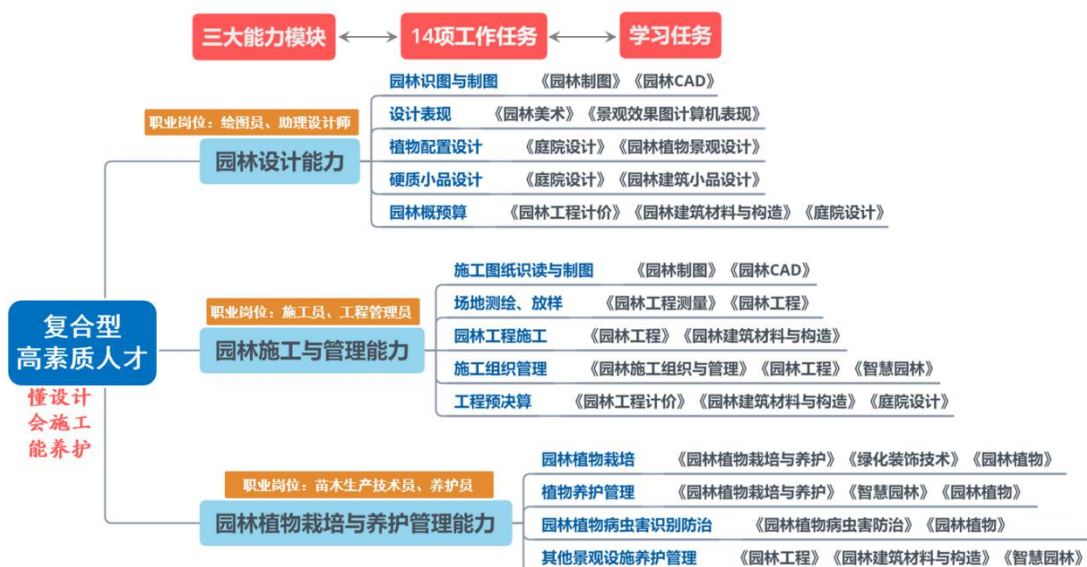 三大能力模块 14项工作任务 学习任务
园林识图与制图 《园林制图》《园林CAD》
设计表现 《园林美术》《景观效果图计算机表现》
职业岗位：绘图员、助理设计师
园林设计能力
植物配置设计 《庭院设计》《园林植物景观设计》
硬质小品设计 《庭院设计》《园林建筑小品设计》
园林概预算 《园林工程计价》《园林建筑材料与构造》《庭院设计》
施工图纸识读与制图 《园林制图》《园林CAD》
场地测绘、放样 《园林工程测量》《园林工程》
职业岗位：施工员、工程管理员
园林施工与管理能力
园林工程施工 《园林工程》《园林建筑材料与构造》
施工组织管理 《园林施工组织与管理》《园林工程》《智慧园林》
工程预决算 《园林工程计价》《园林建筑材料与构造》《庭院设计》
复合型
高素质人才
懂设计
会施工
能养护
园林植物栽培 《园林植物栽培与养护》《绿化装饰技术》《园林植物》
职业岗位：苗木生产技术员、养护员
园林植物栽培与养护管理能力
植物养护管理 《园林植物栽培与养护》《智慧园林》《园林植物》
园林植物病虫害识别防治 《园林植物病虫害防治》《园林植物》
其他景观设施养护管理 《园林工程》《园林建筑材料与构造》《智慧园林》